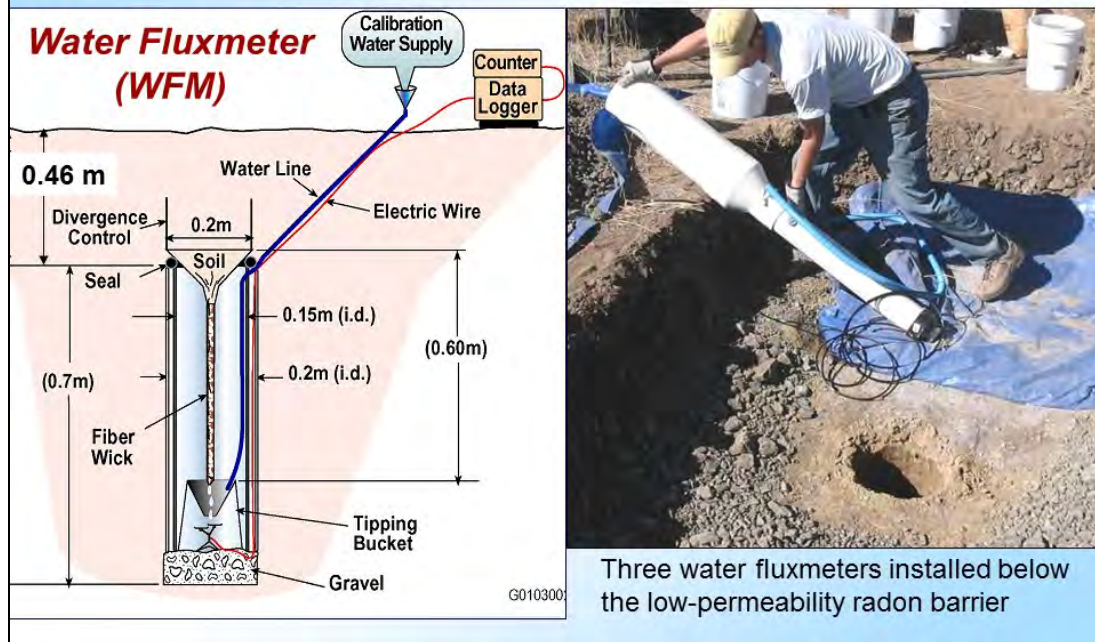 Water Fluxmeter
(WFM)
Calibration
Water Supply
Counter
Data
Logger
0.46 m
Water Line
Electric Wire
Divergence
Control
0.2m
Soil
Seal
0.15m (i.d.)
(0.60m)
(0.7m)
0.2m (i.d.)
Fiber
Wick
Tipping
Bucket
Gravel
Three water fluxmeters installed below
the low-permeability radon barrier